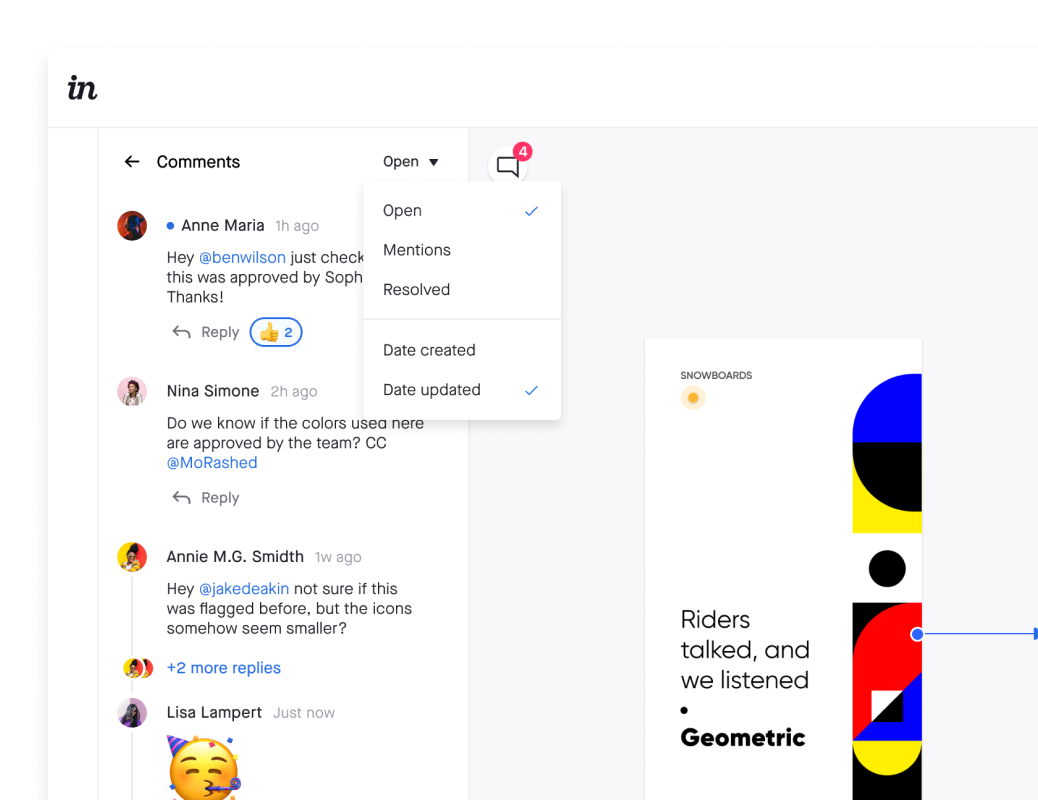 in
Comments
Open
4
Open
Mentions
Resolved
Date created
Date updated
Anne Maria 1h ago
Hey @benwilson just check
this was approved by Soph
Thanks!
Reply 2
Nina Simone 2h ago
Do we know if the colors used here
are approved by the team? CC
@MoRashed
Reply
Annie M.G. Smidth 1w ago
Hey @jakedeakin not sure if this
was flagged before, but the icons
somehow seem smaller?
+2 more replies
Lisa Lampert Just now
SNOWBOARDS
Riders
talked, and
we listened
•
Geometric